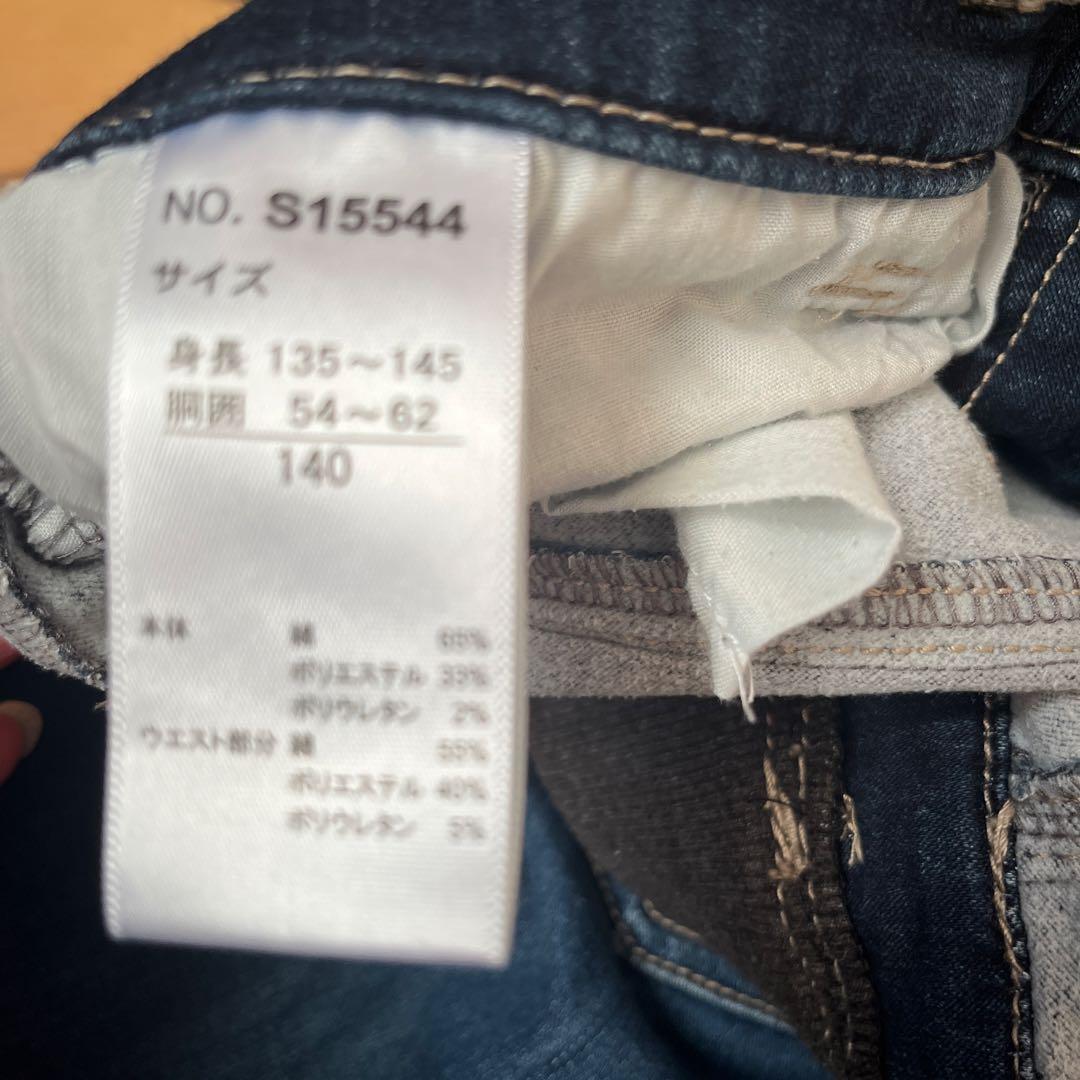 NO. S15544
サイズ
身長 135～145
胴囲 54～62
140
本体 綿 65%
ポリエステル 33%
ポリウレタン 2%
ウエスト部分 綿 55%
ポリエステル 40%
ポリウレタン 5%